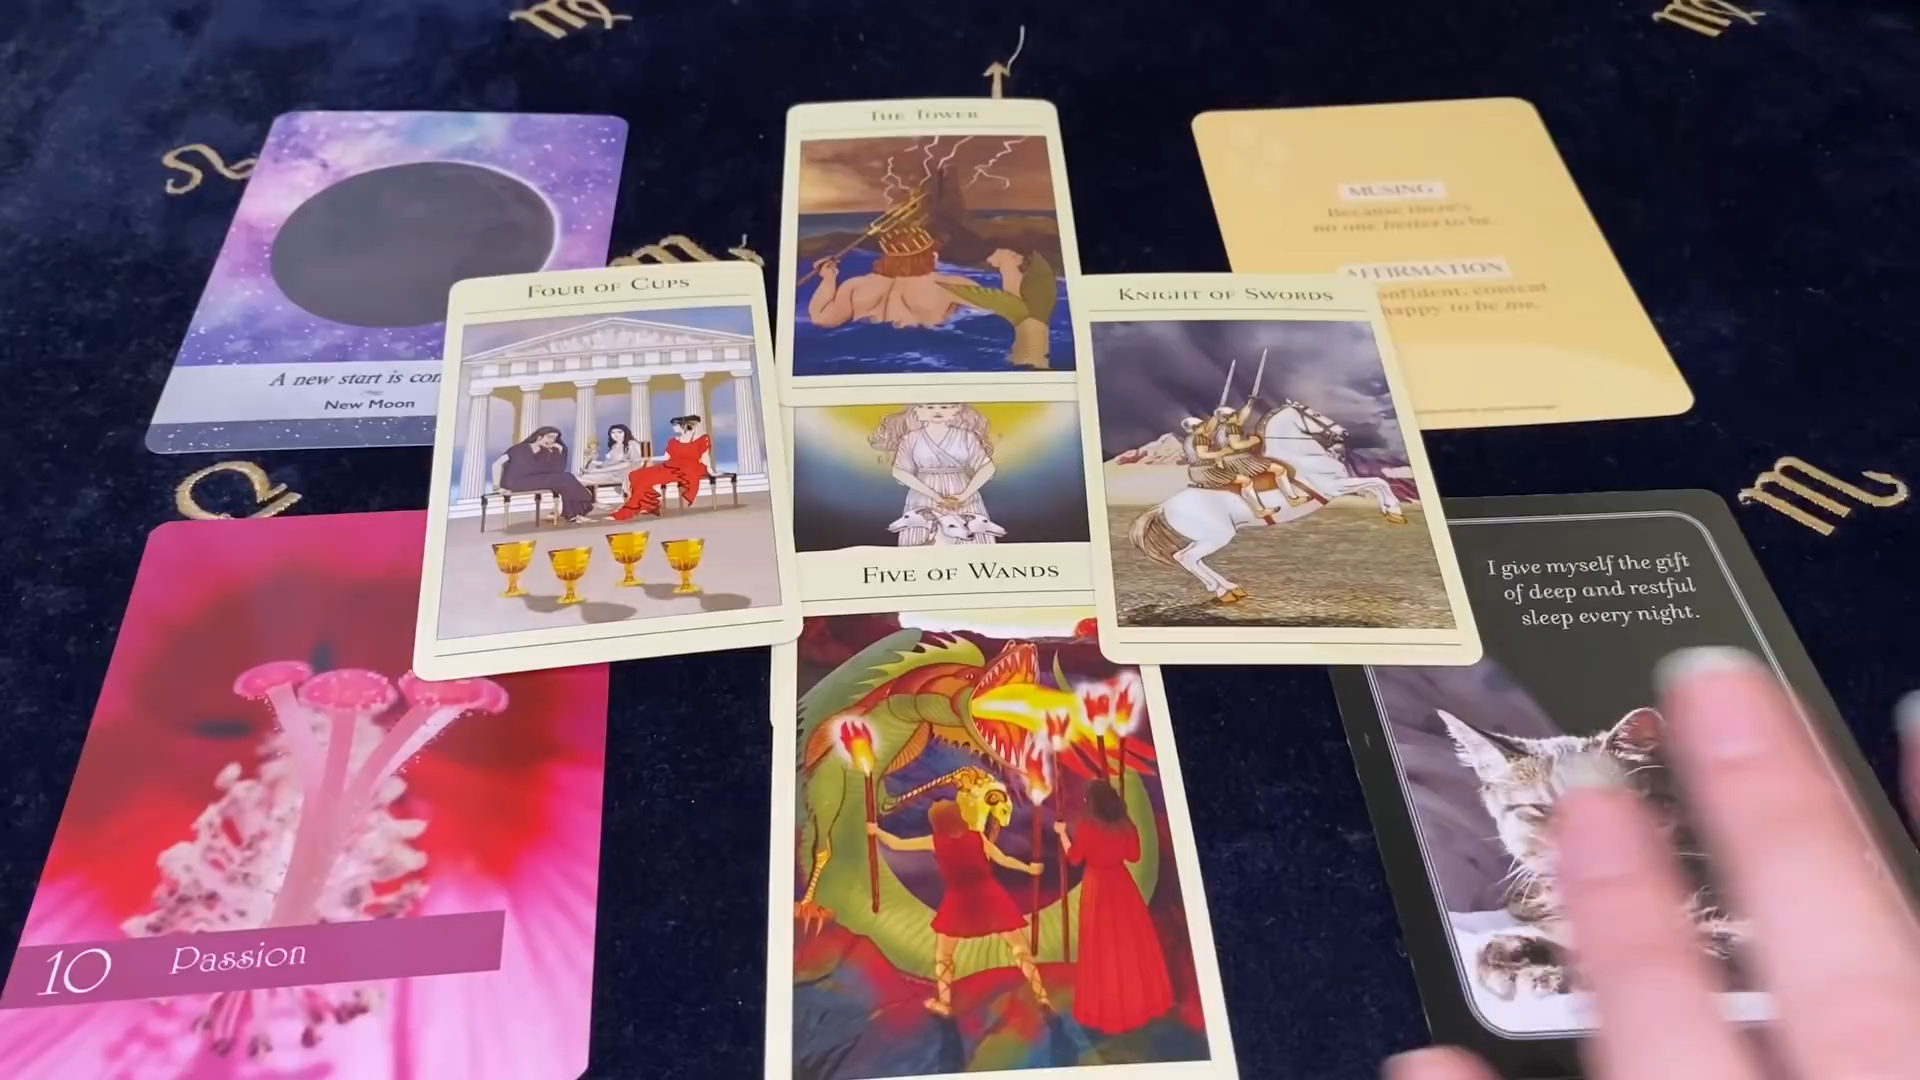 THE TOWER
MUSING
Because there's
no one better to be.
AFFIRMATION
confident, content
happy to be me.
FOUR OF CUPS
KNIGHT OF SWORDS
A new start is
New Moon
FIVE OF WANDS
I give myself the gift
of deep and restful
sleep every night.
10 Passion